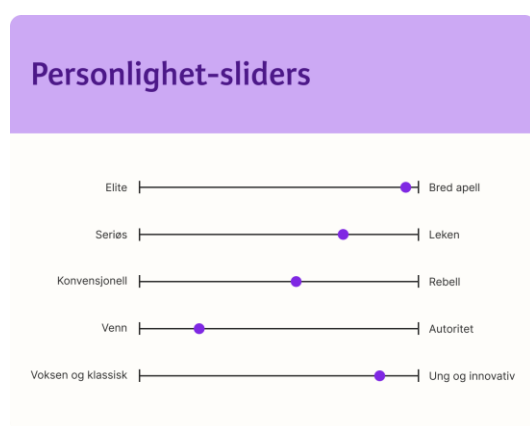 Personlighet-sliders
Elite Bred apell
Seriøs Leken
Konvensjonell Rebell
Venn Autoritet
Voksen og klassisk Ung og innovativ